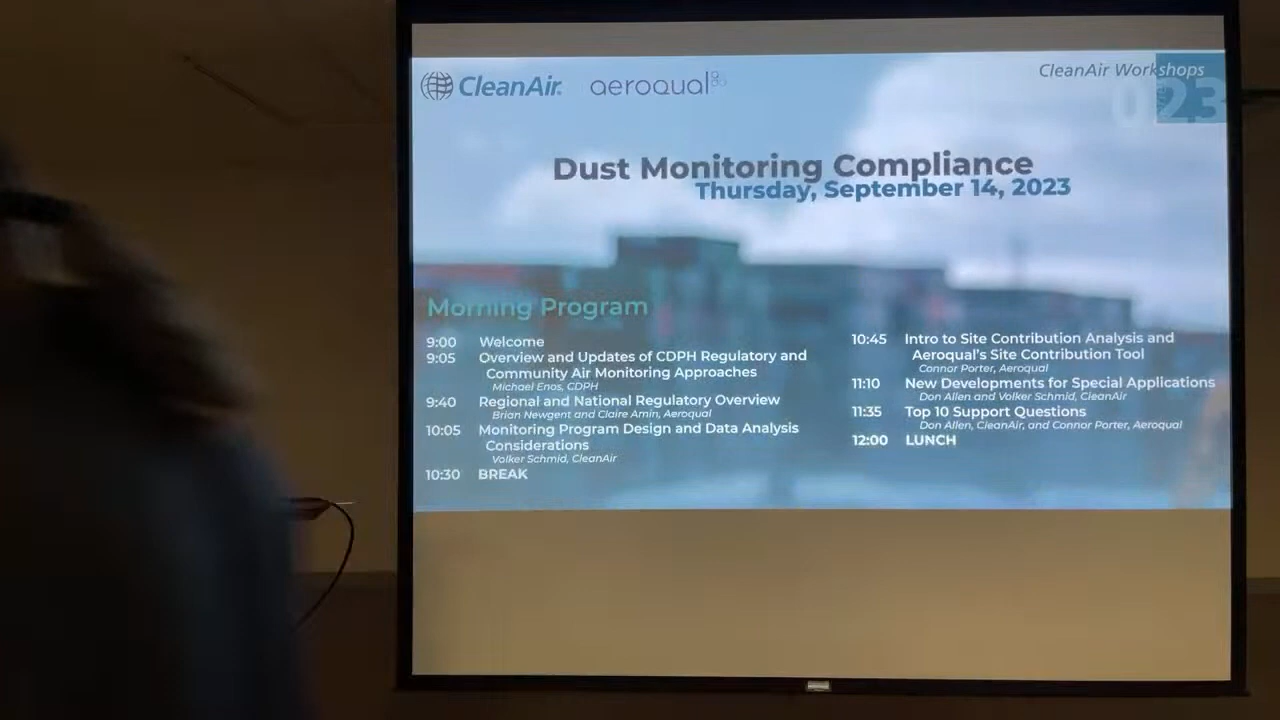 CleanAir
aeroqual
CleanAir Workshops
023
Dust Monitoring Compliance
Thursday, September 14, 2023
Morning Program
9:00 Welcome
9:05 Overview and Updates of CDPH Regulatory and
Community Air Monitoring Approaches
Michael Enos, CDPH
9:40 Regional and National Regulatory Overview
Brian Newgent and Claire Amin, Aeroqual
10:05 Monitoring Program Design and Data Analysis
Considerations
Volker Schmid, CleanAir
10:30 BREAK
10:45 Intro to Site Contribution Analysis and
Aeroqual's Site Contribution Tool
Connor Porter, Aeroqual
11:10 New Developments for Special Applications
Don Allen and Volker Schmid, CleanAir
11:35 Top 10 Support Questions
Don Allen, CleanAir, and Connor Porter, Aeroqual
12:00 LUNCH